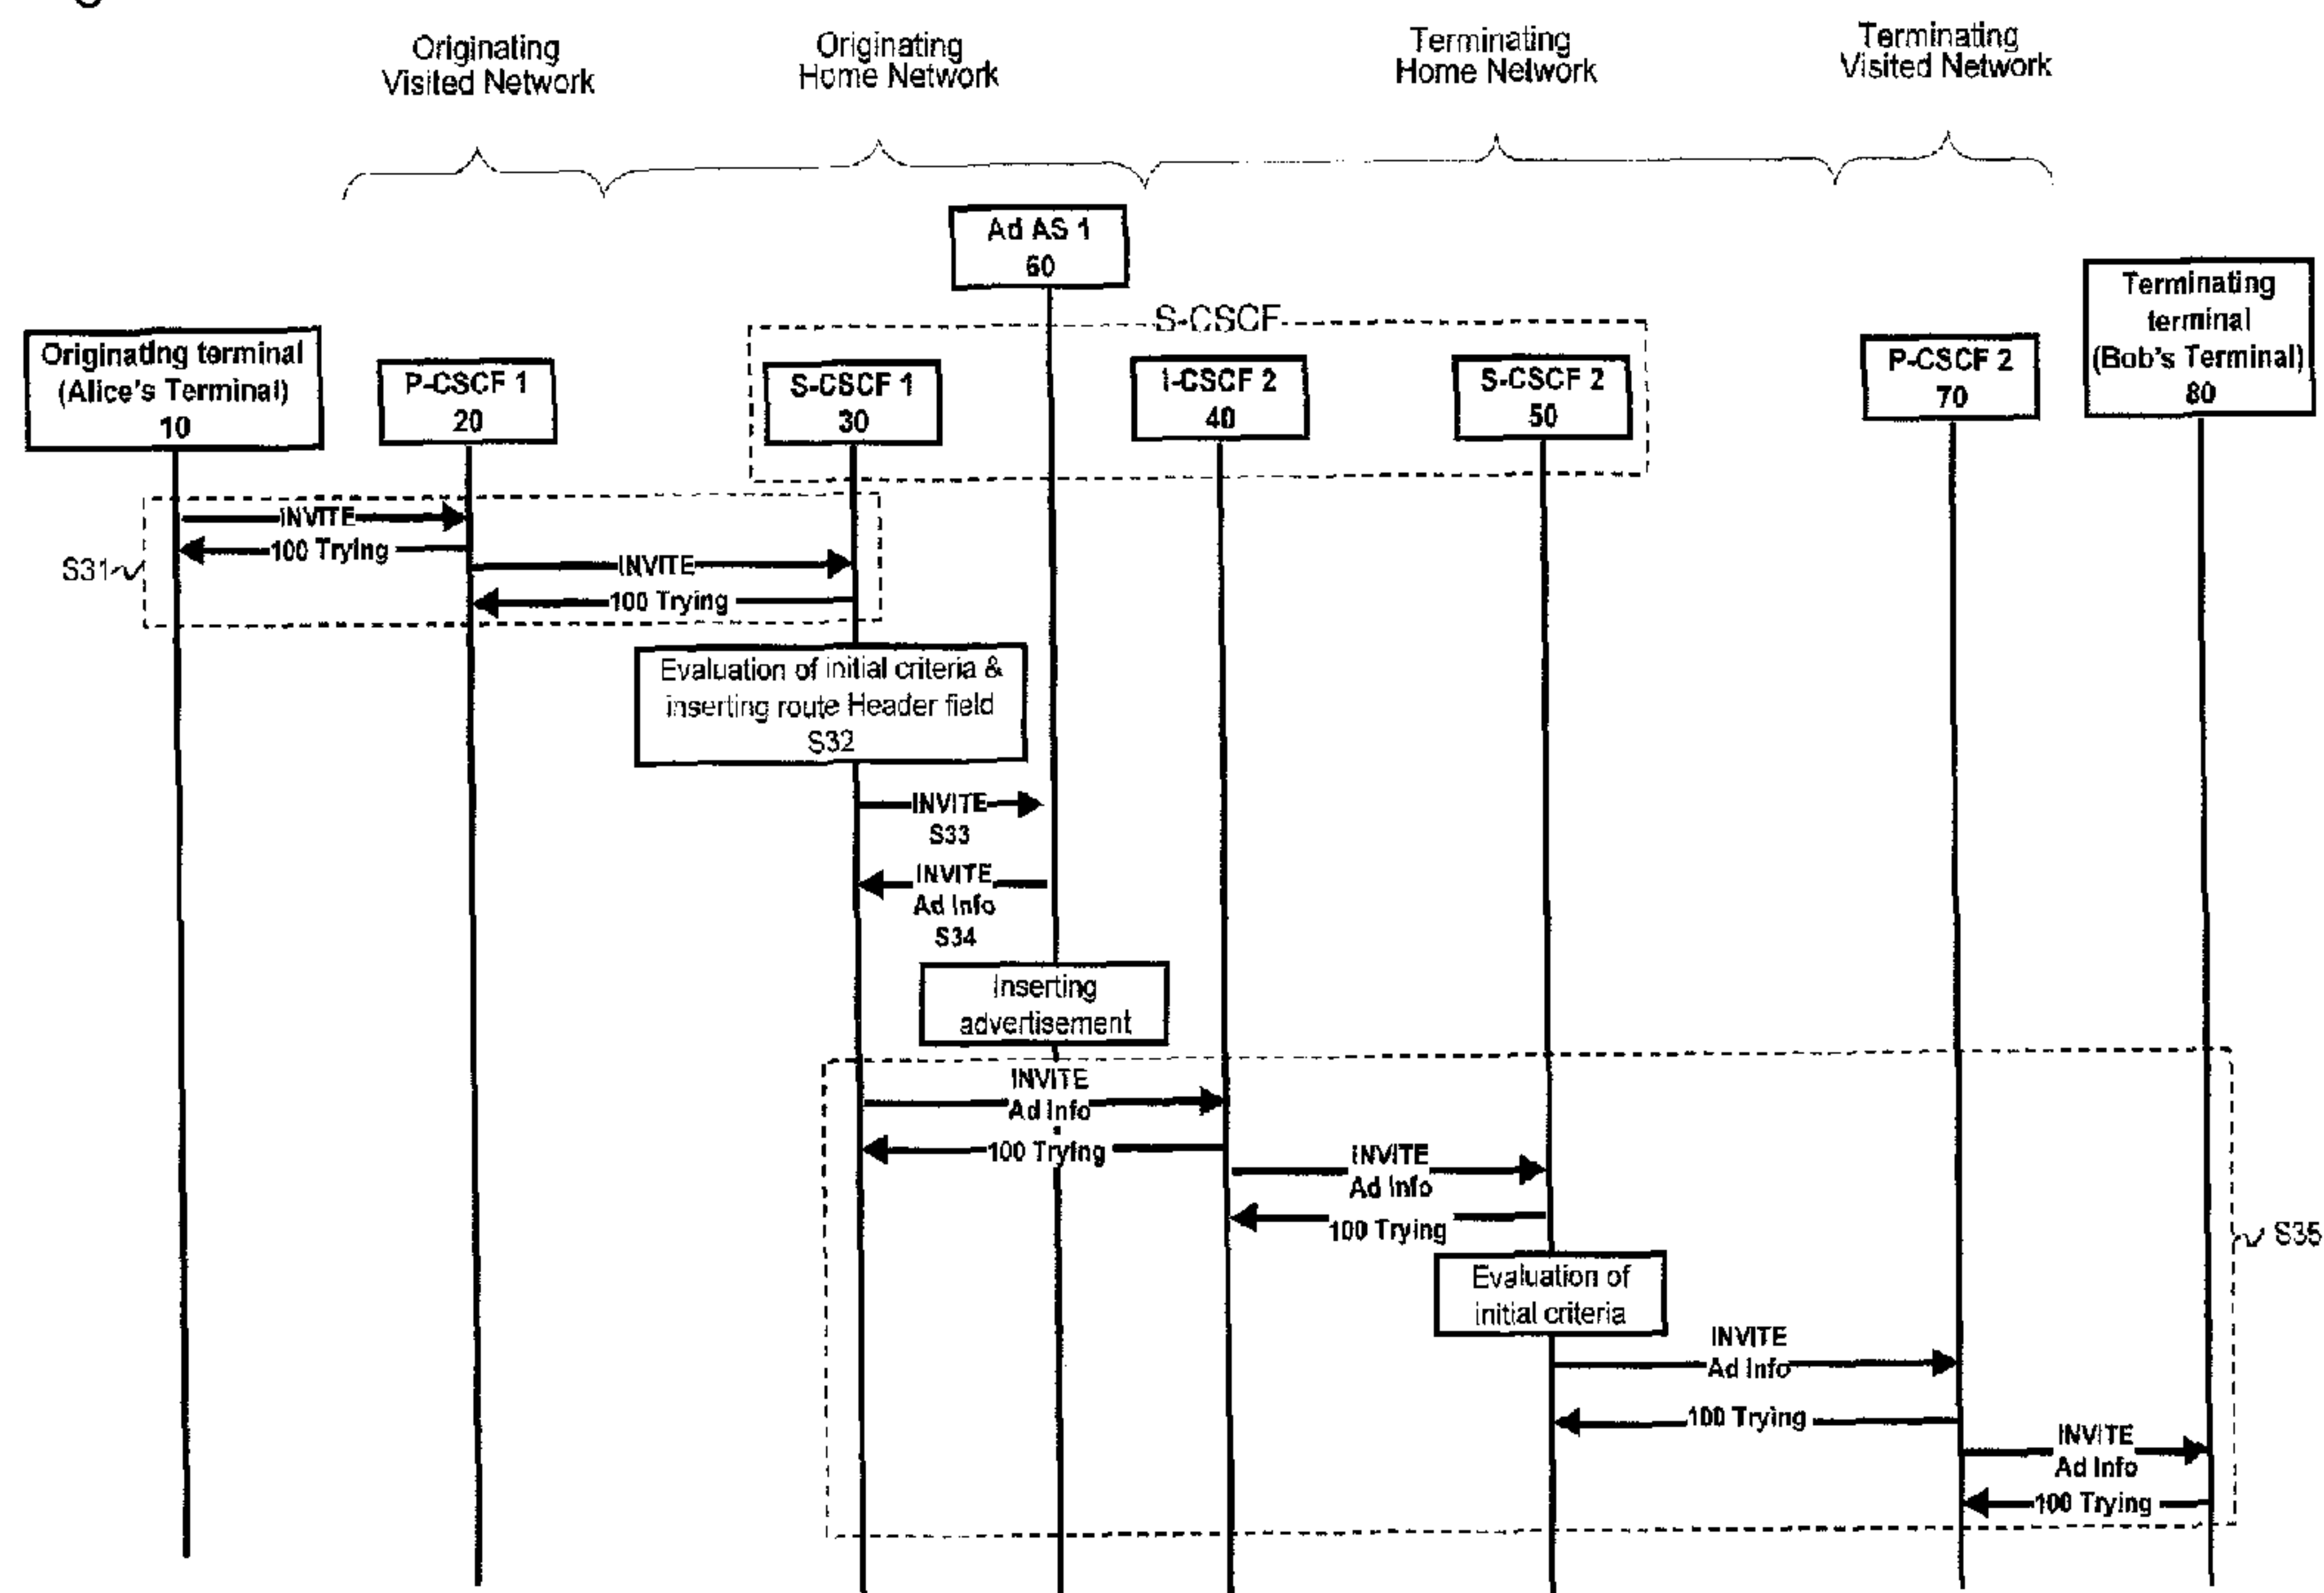 Originating
Visited Network
Originating
Home Network
Terminating
Home Network
Terminating
Visited Network
Ad AS 1
60
S-CSCF
Originating terminal
(Alice's Terminal)
10
P-CSCF 1
20
S-CSCF 1
30
I-CSCF 2
40
S-CSCF 2
50
P-CSCF 2
70
Terminating
terminal
(Bob's Terminal)
80
INVITE
100 Trying
S31
INVITE
100 Trying
Evaluation of initial criteria &
inserting route Header field
S32
INVITE
S33
INVITE
Ad Info
S34
Inserting
advertisement
INVITE
Ad Info
100 Trying
INVITE
Ad Info
100 Trying
S35
Evaluation of
initial criteria
INVITE
Ad Info
100 Trying
INVITE
Ad Info
100 Trying